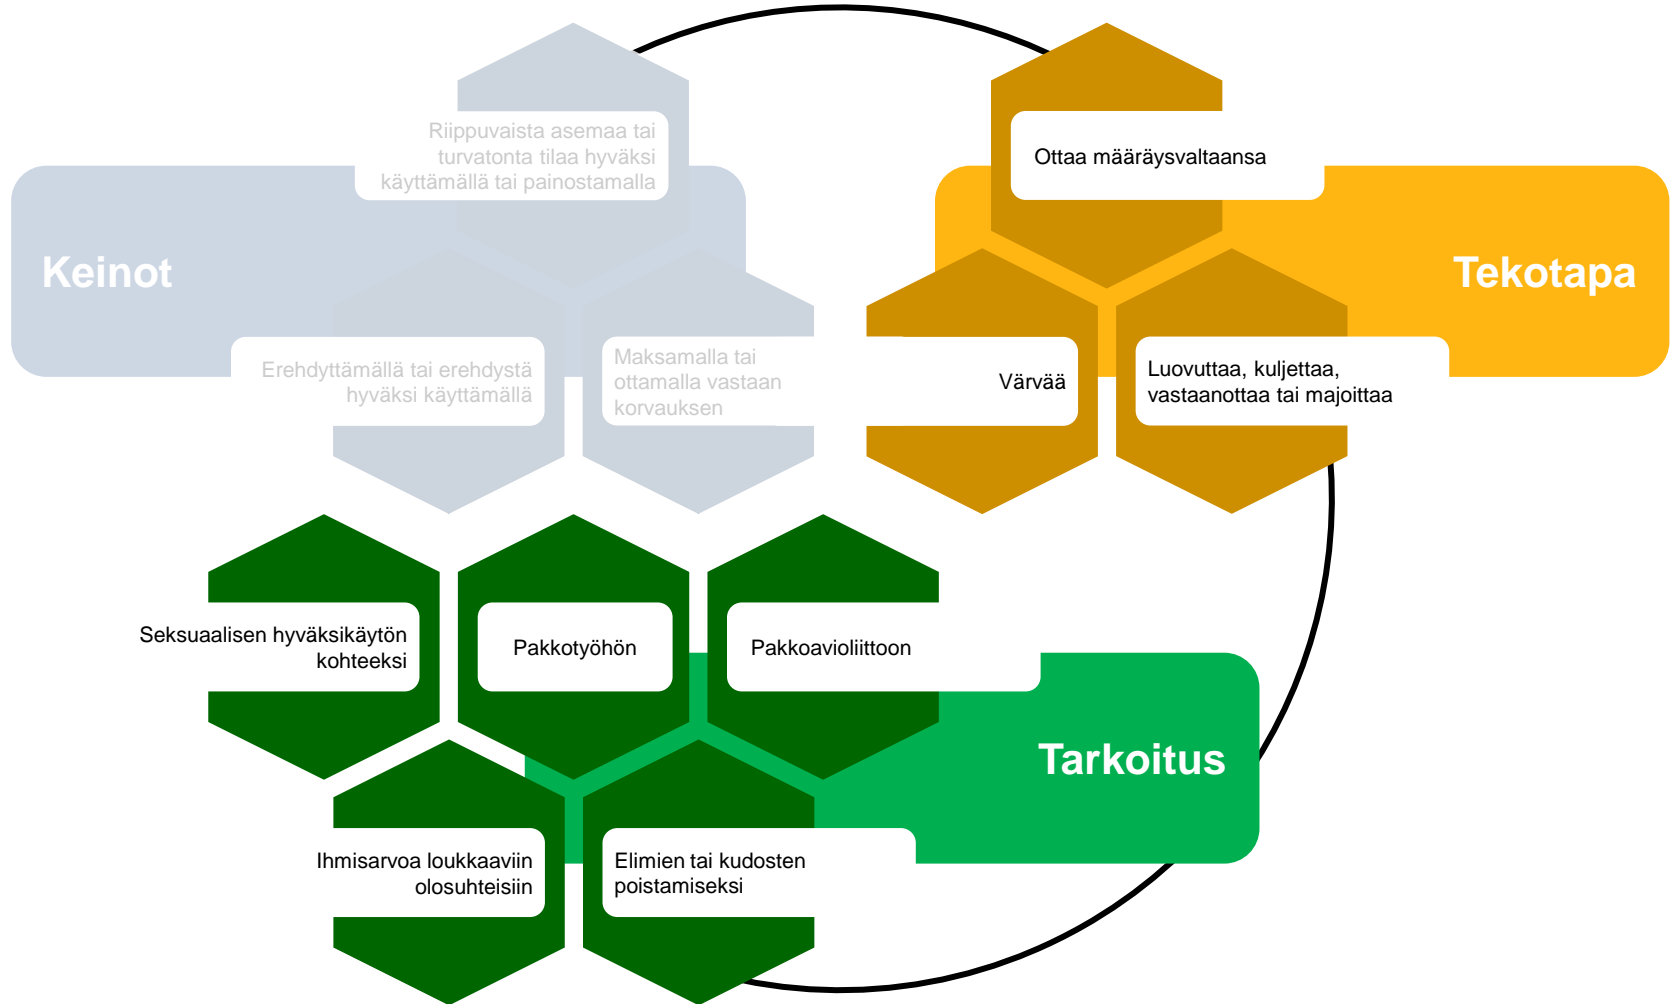 Keinot
Riippuvaista asemaa tai
turvatonta tilaa hyväksi
käyttämällä tai painostamalla
Erehdyttämällä tai erehdystä
hyväksi käyttämällä
Maksamalla tai
ottamalla vastaan
korvauksen
Tekotapa
Ottaa määräysvaltaansa
Värvää
Luovuttaa, kuljettaa,
vastaanottaa tai majoittaa
Tarkoitus
Seksuaalisen hyväksikäytön
kohteeksi
Pakkotyöhön
Pakkoavioliittoon
Ihmisarvoa loukkaaviin
olosuhteisiin
Elimien tai kudosten
poistamiseksi